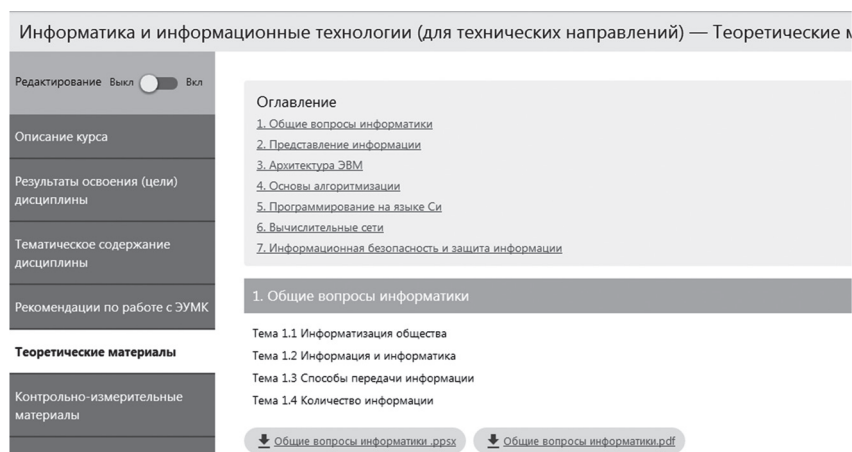 Информатика и информационные технологии (для технических направлений) — Теоретические
Редактирование Выкл Вкл
Описание курса
Результаты освоения (цели)
дисциплины
Тематическое содержание
дисциплины
Рекомендации по работе с ЭУМК
Теоретические материалы
Контрольно-измерительные
материалы
Оглавление
1. Общие вопросы информатики
2. Представление информации
3. Архитектура ЭВМ
4. Основы алгоритмизации
5. Программирование на языке Си
6. Вычислительные сети
7. Информационная безопасность и защита информации
1. Общие вопросы информатики
Тема 1.1 Информатизация общества
Тема 1.2 Информация и информатика
Тема 1.3 Способы передачи информации
Тема 1.4 Количество информации
Общие вопросы информатики .ppsx
Общие вопросы информатики.pdf